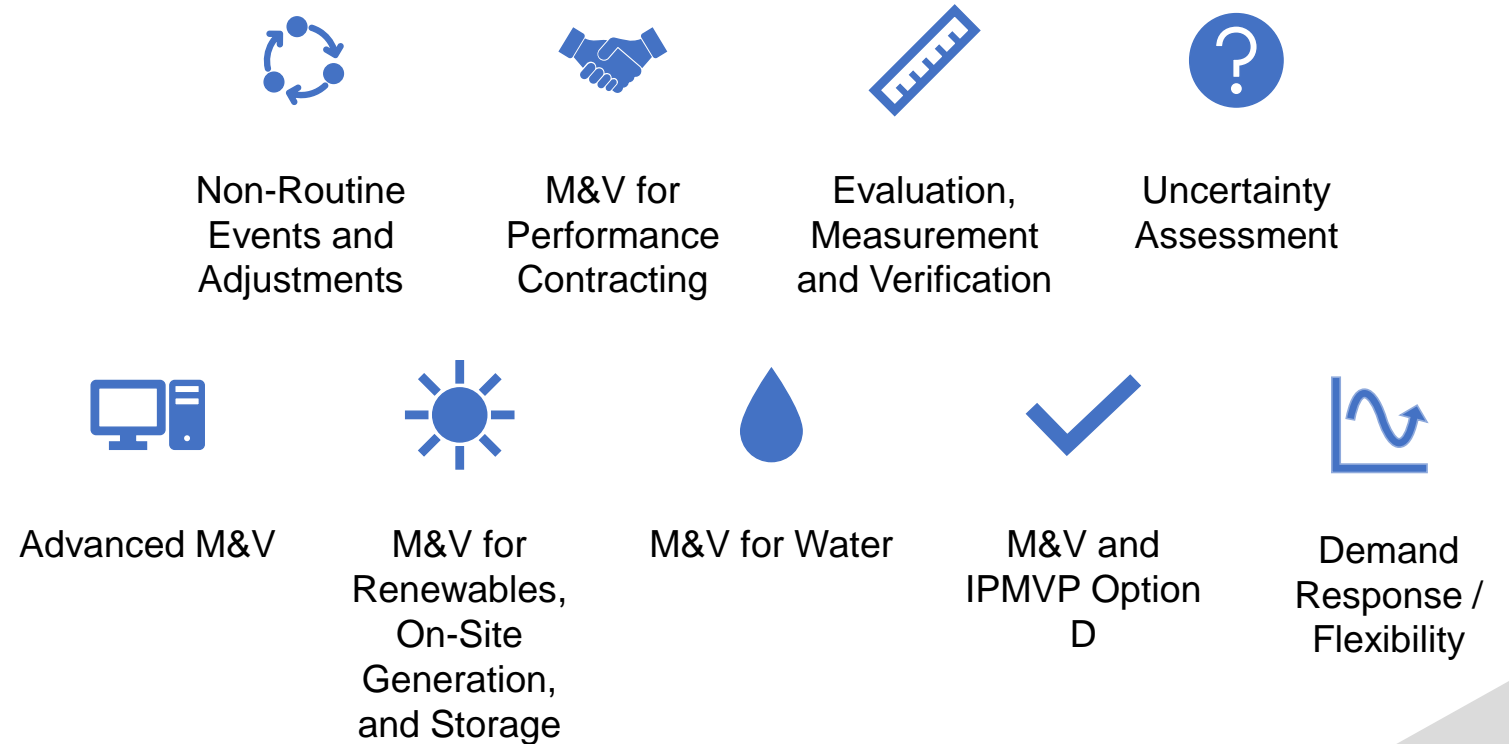 Non-Routine
Events and
Adjustments
M&V for
Performance
Contracting
Evaluation,
Measurement
and Verification
Uncertainty
Assessment
Advanced M&V
M&V for
Renewables,
On-Site
Generation,
and Storage
M&V for Water
M&V and
IPMVP Option
D
Demand
Response /
Flexibility